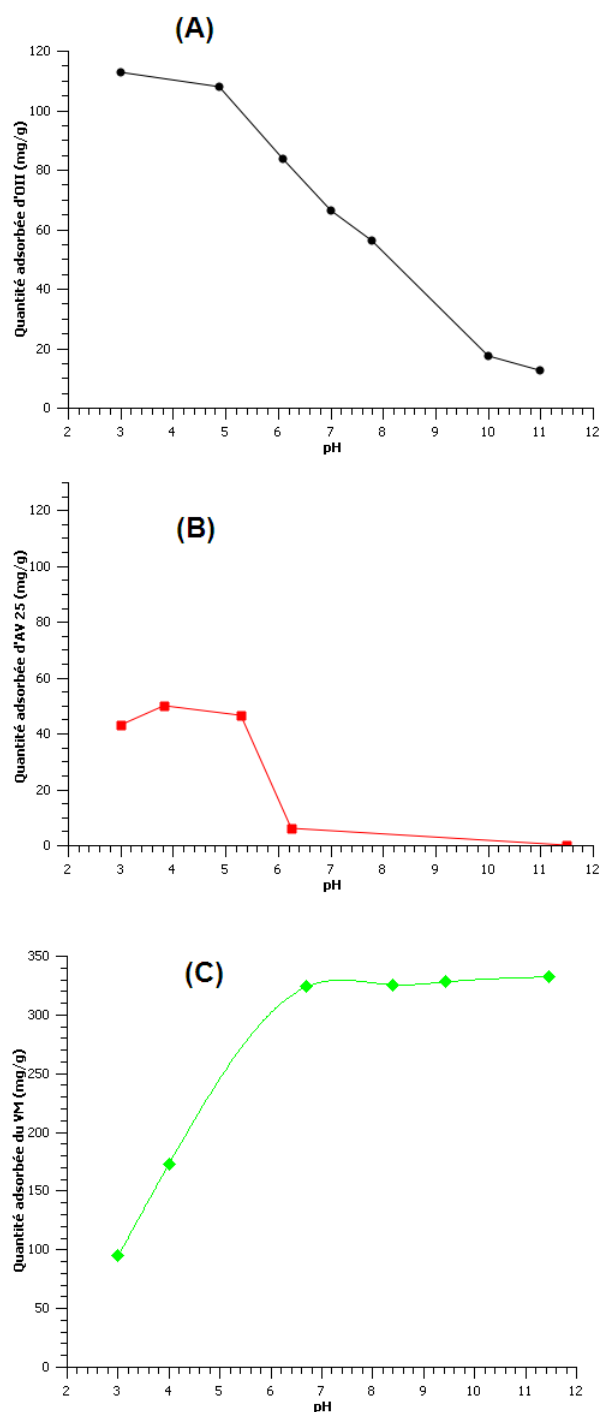 (A)
Quantité adsorbée d'OII (mg/g)
120
100
80
60
40
20
0
2 3 4 5 6 7 8 9 10 11 12
pH
(B)
Quantité adsorbée d'AV 25 (mg/g)
120
100
80
60
40
20
0
2 3 4 5 6 7 8 9 10 11 12
pH
(C)
Quantité adsorbée du VM (mg/g)
350
300
250
200
150
100
50
0
2 3 4 5 6 7 8 9 10 11 12
pH